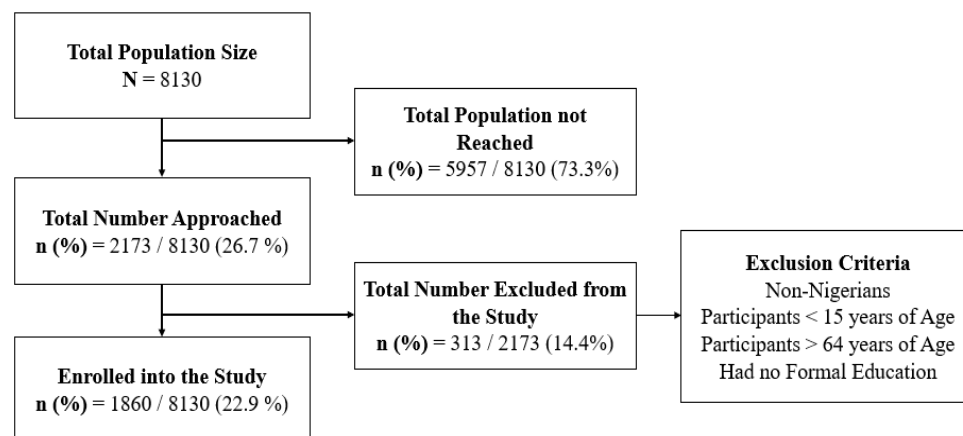 Total Population Size
N = 8130
Total Population not
Reached
n (%) = 5957 / 8130 (73.3%)
Total Number Approached
n (%) = 2173 / 8130 (26.7 %)
Total Number Excluded from
the Study
n (%) = 313 / 2173 (14.4%)
Exclusion Criteria
Non-Nigerians
Participants < 15 years of Age
Participants > 64 years of Age
Had no Formal Education
Enrolled into the Study
n (%) = 1860 / 8130 (22.9 %)